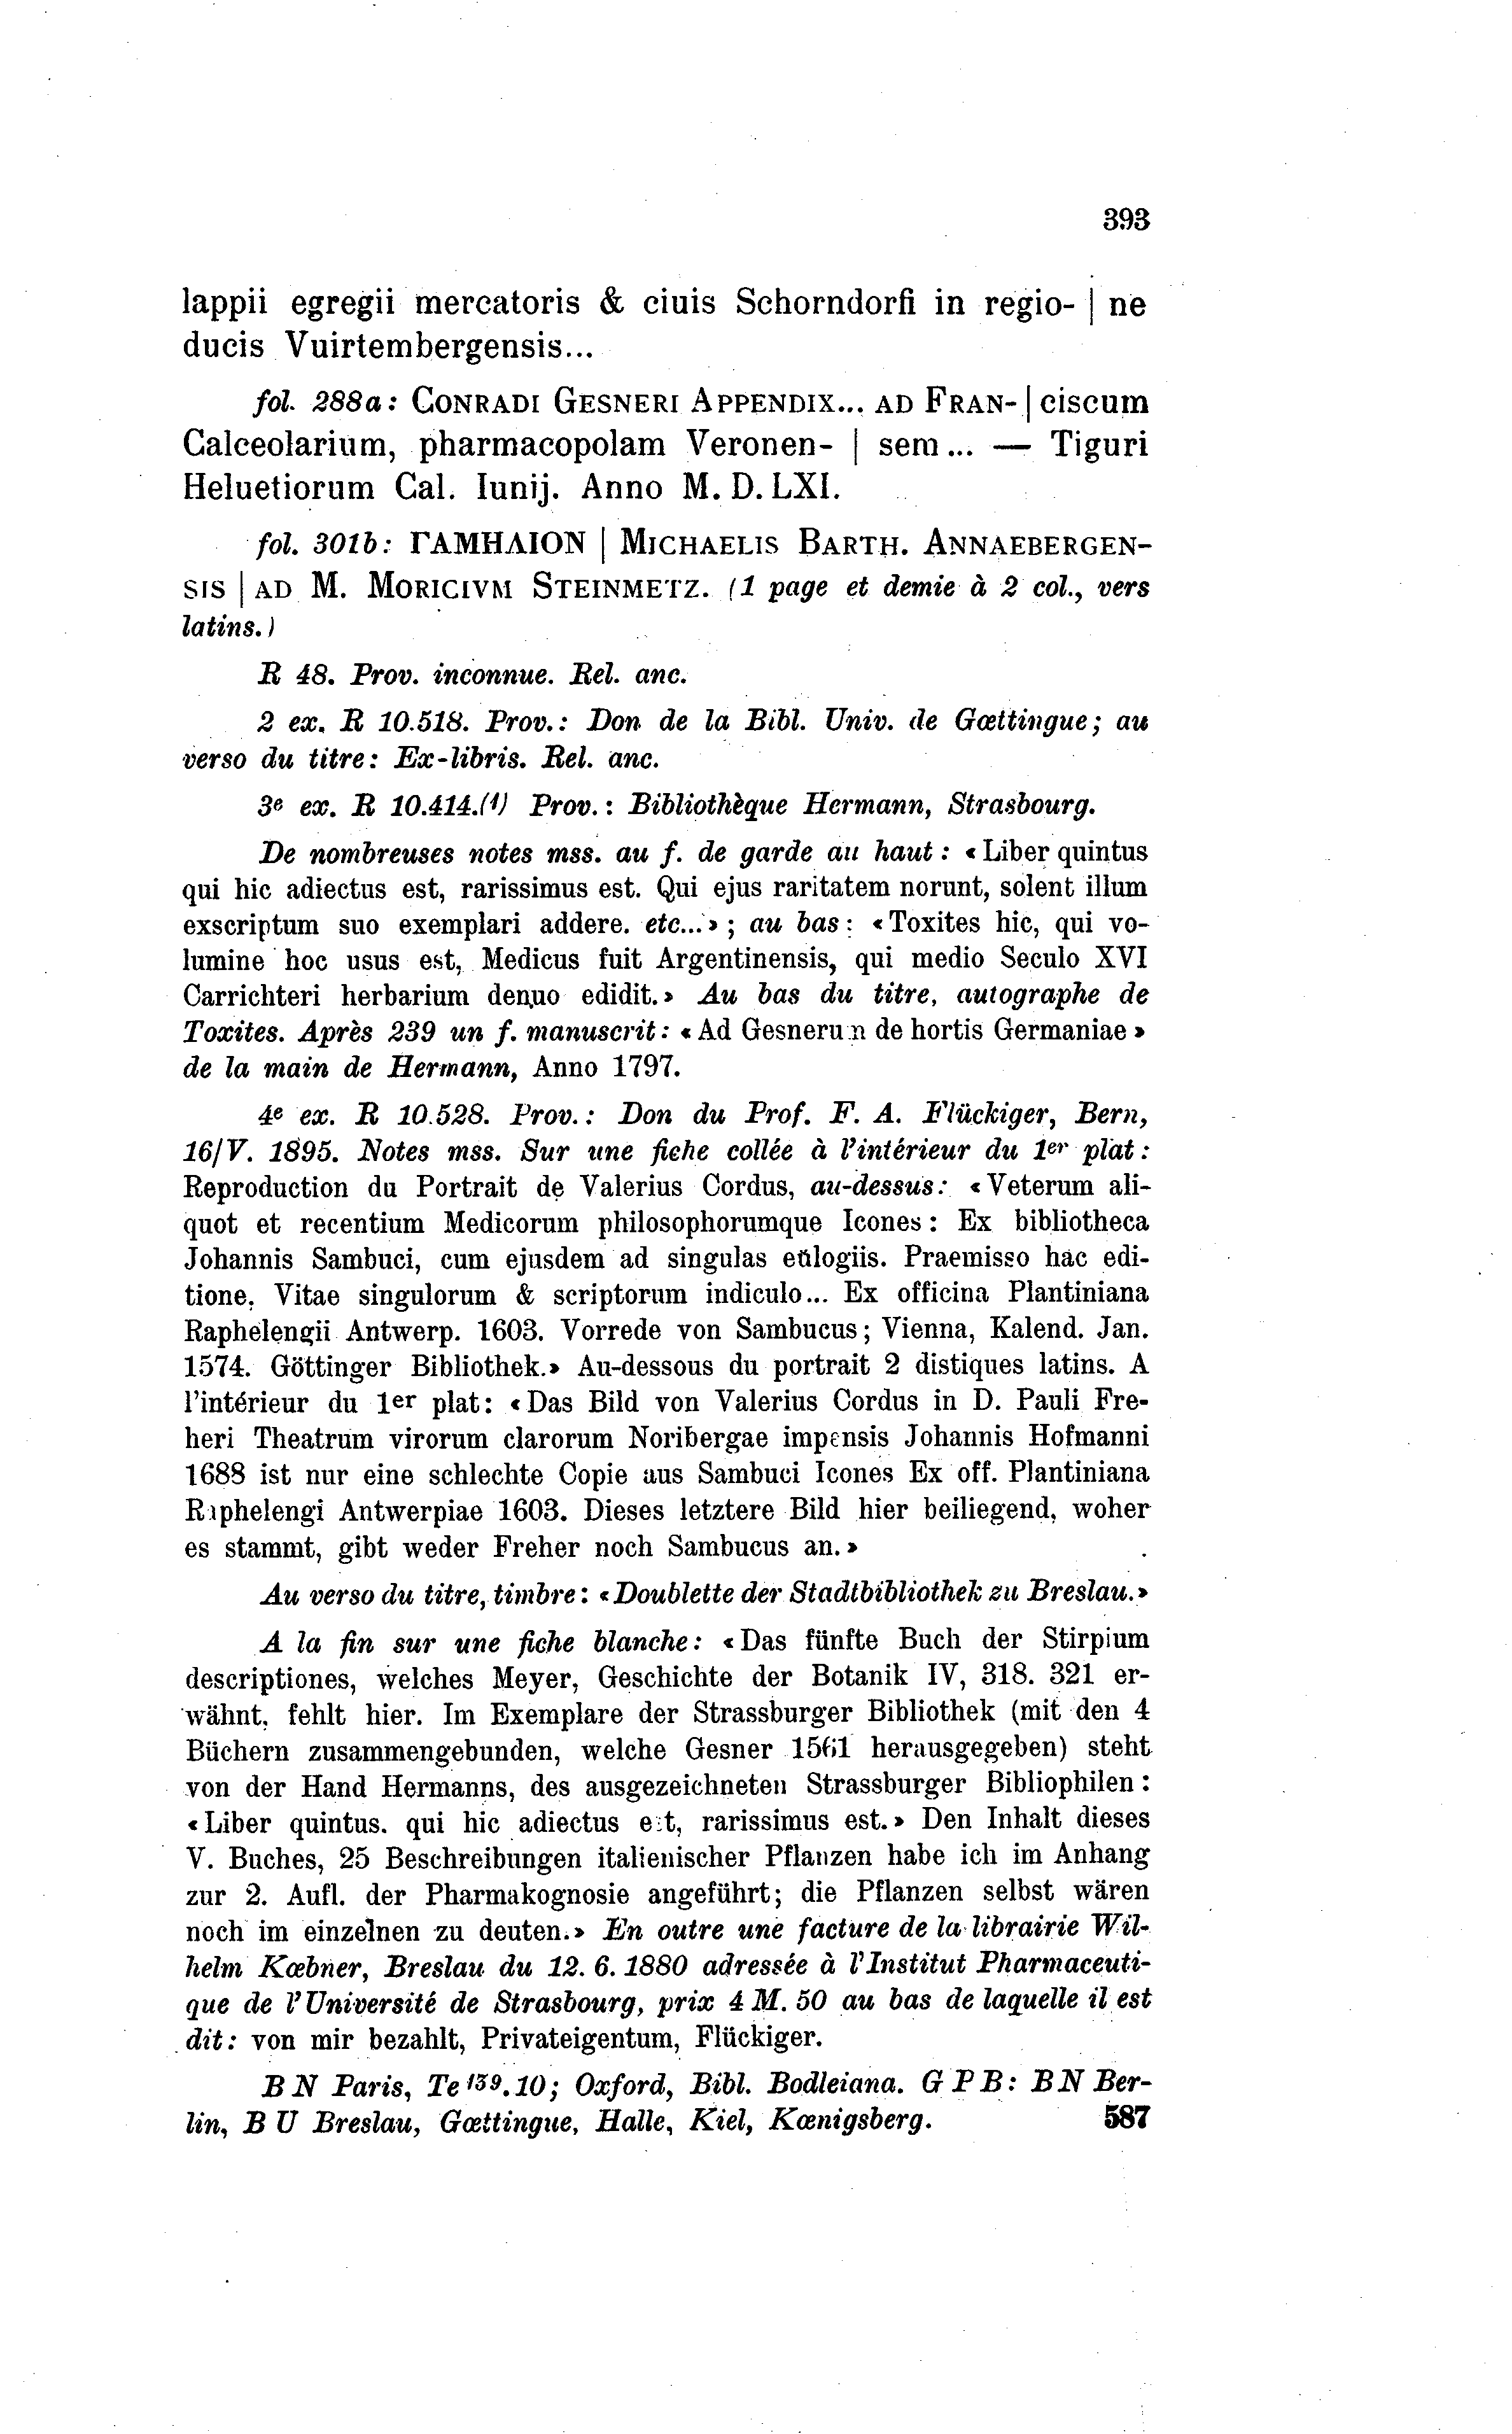 393
lappii egregii mercatoris & ciuis Schorndorfi in regio- | ne
ducis Vuirtembergensis...
fol. 288a: CONRADI GESNERI APPENDIX... AD FRAN- | ciscum
Calceolarium, pharmacopolam Veronen- | sem... — Tiguri
Heluetiorum Cal. Iunij. Anno M. D. LXI.
fol. 301b: ΓΑΜΗΛΙΟΝ | MICHAELIS BARTH. ANNAEBERGEN-
SIS | AD M. MORICIVM STEINMETZ. (1 page et demie à 2 col., vers
latins.)
R 48. Prov. inconnue. Rel. anc.
2 ex. R 10.518. Prov.: Don de la Bibl. Univ. de Gœttingue; au
verso du titre: Ex-libris. Rel. anc.
3e ex. R 10.414.(1) Prov.: Bibliothèque Hermann, Strasbourg.
De nombreuses notes mss. au f. de garde au haut: «Liber quintus
qui hic adiectus est, rarissimus est. Qui ejus raritatem norunt, solent illum
exscriptum suo exemplari addere. etc...»; au bas: «Toxites hic, qui vo-
lumine hoc usus est, Medicus fuit Argentinensis, qui medio Seculo XVI
Carrichteri herbarium denuo edidit.» Au bas du titre, autographe de
Toxites. Après 239 un f. manuscrit: «Ad Gesnerum de hortis Germaniae»
de la main de Hermann, Anno 1797.
4e ex. R 10.528. Prov.: Don du Prof. F. A. Flückiger, Bern,
16/V. 1895. Notes mss. Sur une fiche collée à l'intérieur du 1er plat:
Reproduction du Portrait de Valerius Cordus, au-dessus: «Veterum ali-
quot et recentium Medicorum philosophorumque Icones: Ex bibliotheca
Johannis Sambuci, cum ejusdem ad singulas eûlogiis. Praemisso hac edi-
tione. Vitae singulorum & scriptorum indiculo... Ex officina Plantiniana
Raphelengii Antwerp. 1603. Vorrede von Sambucus; Vienna, Kalend. Jan.
1574. Göttinger Bibliothek.» Au-dessous du portrait 2 distiques latins. A
l'intérieur du 1er plat: «Das Bild von Valerius Cordus in D. Pauli Fre-
heri Theatrum virorum clarorum Noribergae impensis Johannis Hofmanni
1688 ist nur eine schlechte Copie aus Sambuci Icones Ex off. Plantiniana
Raphelengi Antwerpiae 1603. Dieses letztere Bild hier beiliegend, woher
es stammt, gibt weder Freher noch Sambucus an.»
Au verso du titre, timbre: «Doublette der Stadtbibliothek zu Breslau.»
A la fin sur une fiche blanche: «Das fünfte Buch der Stirpium
descriptiones, welches Meyer, Geschichte der Botanik IV, 318. 321 er-
wähnt, fehlt hier. Im Exemplare der Strassburger Bibliothek (mit den 4
Büchern zusammengebunden, welche Gesner 1561 herausgegeben) steht
von der Hand Hermanns, des ausgezeichneten Strassburger Bibliophilen:
«Liber quintus. qui hic adiectus est, rarissimus est.» Den Inhalt dieses
V. Buches, 25 Beschreibungen italienischer Pflanzen habe ich im Anhang
zur 2. Aufl. der Pharmakognosie angeführt; die Pflanzen selbst wären
noch im einzelnen zu deuten.» En outre une facture de la librairie Wil-
helm Kœbner, Breslau du 12. 6. 1880 adressée à l'Institut Pharmaceuti-
que de l'Université de Strasbourg, prix 4 M. 50 au bas de laquelle il est
dit: von mir bezahlt, Privateigentum, Flückiger.
B N Paris, Te 139. 10; Oxford, Bibl. Bodleiana. G P B: B N Ber-
lin, B U Breslau, Gœttingue, Halle, Kiel, Kœnigsberg. 587